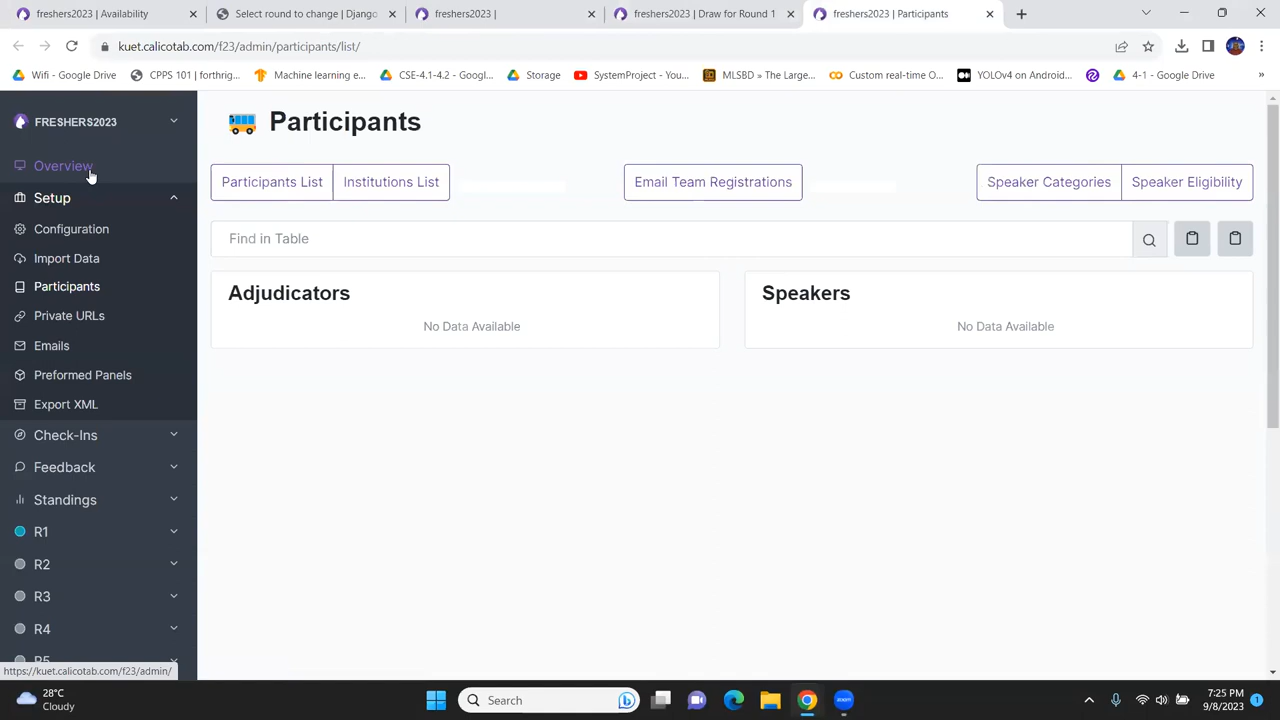 freshers2023 | Availability
Select round to change | Django
freshers2023 |
freshers2023 | Draw for Round 1
freshers2023 | Participants
kuet.calicotab.com/f23/admin/participants/list/
Wifi - Google Drive
CPPS 101 | forthrig...
Machine learning e...
CSE-4.1-4.2 - Googl...
Storage
SystemProject - You...
MLSBD » The Large...
Custom real-time O...
YOLOv4 on Android...
4-1 - Google Drive
»
FRESHERS2023
Overview
Setup
Configuration
Import Data
Participants
Private URLs
Emails
Preformed Panels
Export XML
Check-Ins
Feedback
Standings
R1
R2
R3
R4
R5
https://kuet.calicotab.com/f23/admin/
Participants
Participants List
Institutions List
Email Team Registrations
Speaker Categories
Speaker Eligibility
Find in Table
Adjudicators
No Data Available
Speakers
No Data Available
28°C
Cloudy
Search
zoom
7:25 PM
9/8/2023
1